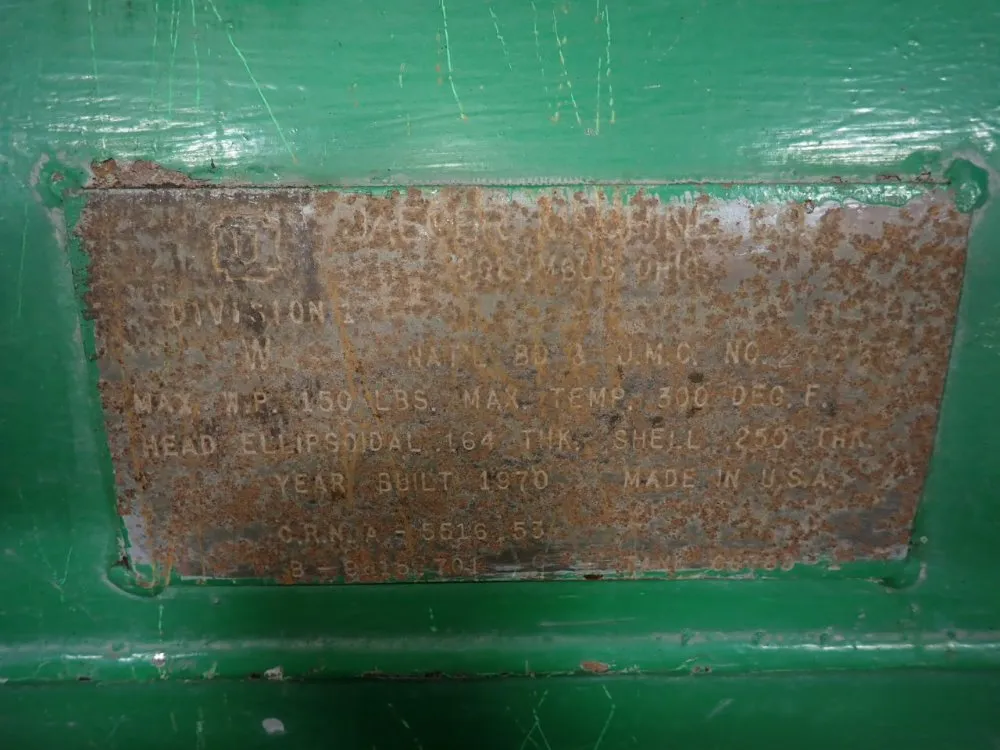 U JAEGER MACHINE CO.
COLUMBUS OHIO
DIVISION 1
W NAT'L BD & J.M.C. NO.
MAX. W.P. 150 LBS. MAX. TEMP. 300 DEG. F.
HEAD ELLIPSOIDAL .164 THK. SHELL .250 THK.
YEAR BUILT 1970 MADE IN U.S.A.
C.R.N. A - 5616.53